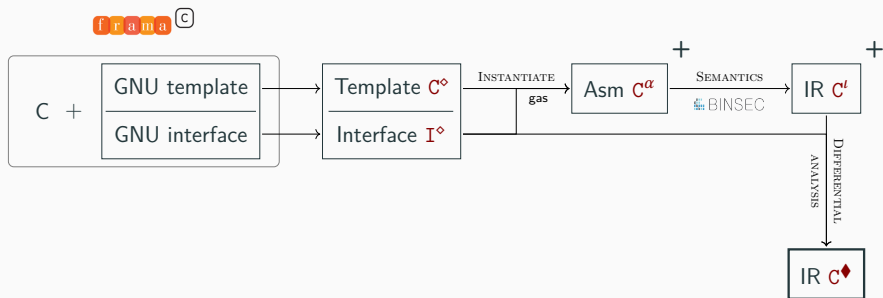 frama C
C + GNU template
GNU interface
Template C⋄
Interface I⋄
INSTANTIATE
gas
Asm Cα
+
SEMANTICS
BINSEC
IR Cι
+
DIFFERENTIAL
ANALYSIS
IR C♦